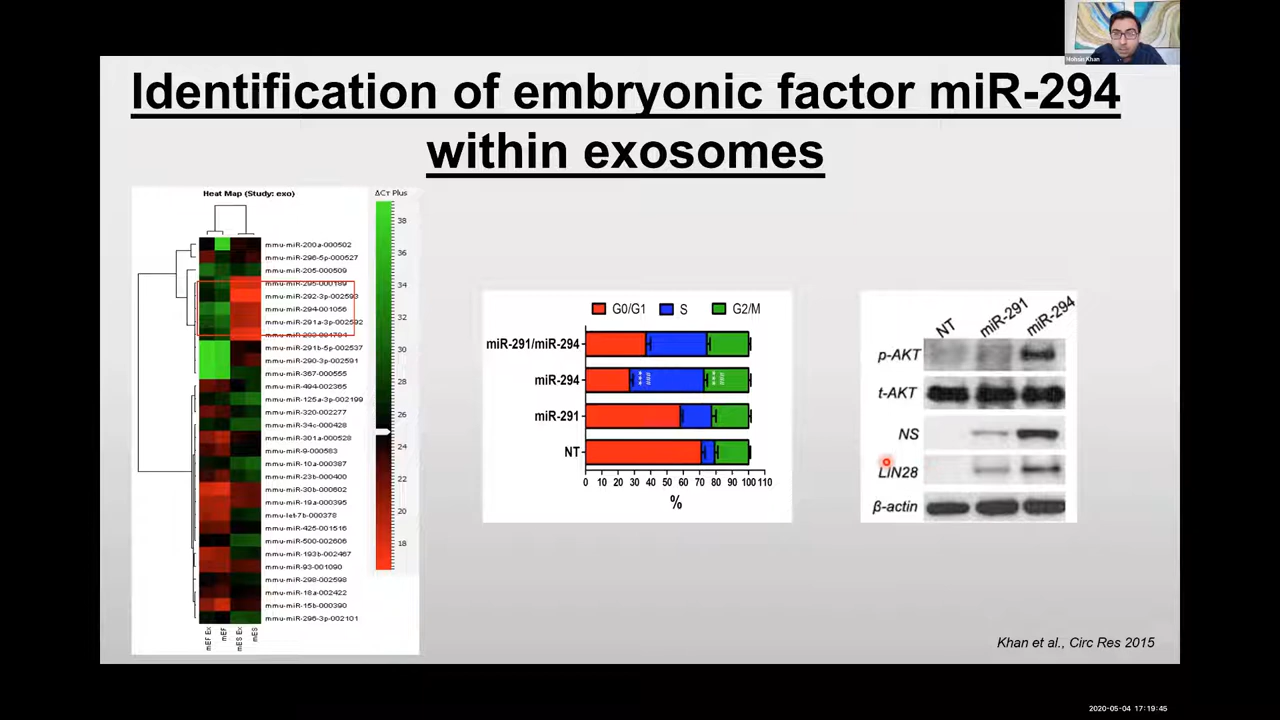 Mohsin Khan
Identification of embryonic factor miR-294
within exosomes
Heat Map (Study: exo)
ΔCT Plus
38
36
34
32
30
28
26
24
22
20
18
mmu-miR-200a-000502
mmu-miR-296-5p-000527
mmu-miR-205-000509
mmu-miR-295-000189
mmu-miR-292-3p-002593
mmu-miR-294-001056
mmu-miR-291a-3p-002592
mmu-miR-291b-5p-002537
mmu-miR-290-3p-002591
mmu-miR-367-000555
mmu-miR-494-002365
mmu-miR-125a-3p-002199
mmu-miR-320-002277
mmu-miR-34c-000428
mmu-miR-301a-000528
mmu-miR-9-000583
mmu-miR-10a-000387
mmu-miR-23b-000400
mmu-miR-30b-000602
mmu-miR-19a-000395
mmu-let-7b-000378
mmu-miR-425-001516
mmu-miR-500-002606
mmu-miR-193b-002467
mmu-miR-93-001090
mmu-miR-298-002598
mmu-miR-18a-002422
mmu-miR-15b-000390
mmu-miR-296-3p-002101
mEF Ex
mEF
mES Ex
mES
G0/G1 S G2/M
miR-291/miR-294
miR-294 *** ### *** ###
miR-291
NT
0 10 20 30 40 50 60 70 80 90 100 110
%
NT miR-291 miR-294
p-AKT
t-AKT
NS
LIN28
β-actin
Khan et al., Circ Res 2015
2020-05-04 17:19:45